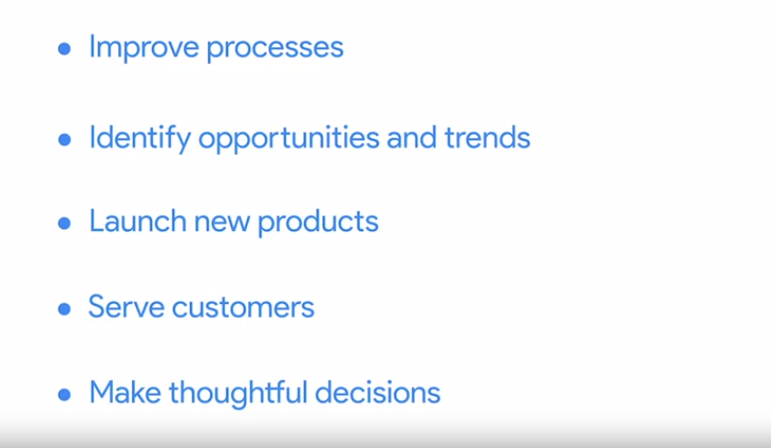 • Improve processes
• Identify opportunities and trends
• Launch new products
• Serve customers
• Make thoughtful decisions